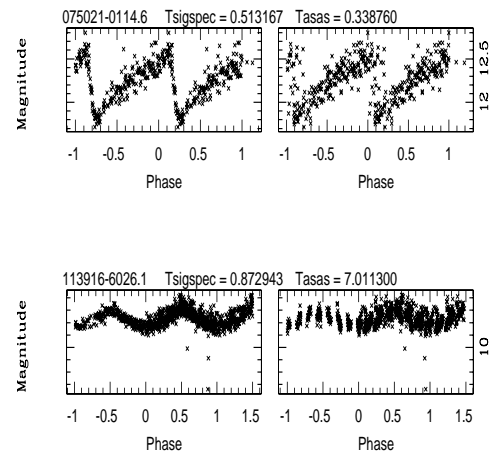 075021-0114.6 Tsigspec = 0.513167 Tasas = 0.338760
Magnitude
12.5
12
-1 -0.5 0 0.5 1
-1 -0.5 0 0.5 1
Phase
Phase
113916-6026.1 Tsigspec = 0.872943 Tasas = 7.011300
Magnitude
10
-1 -0.5 0 0.5 1 1.5
-1 -0.5 0 0.5 1 1.5
Phase
Phase